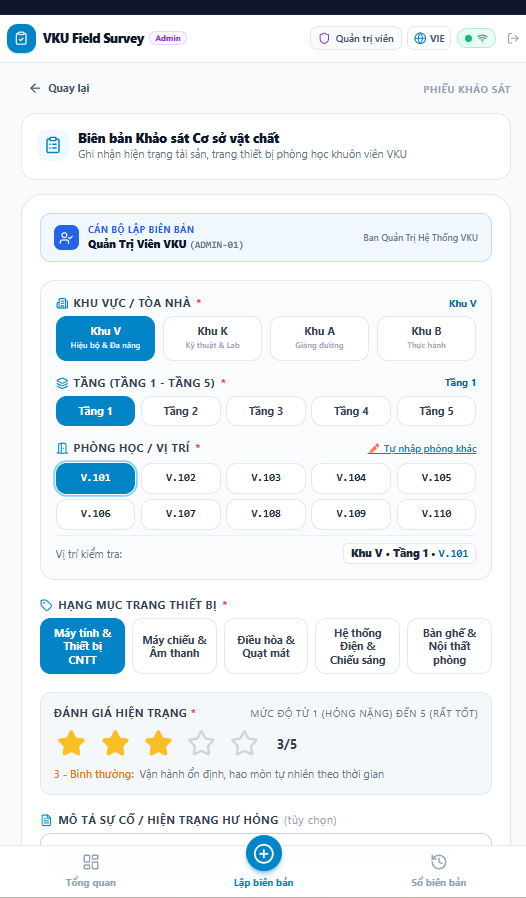 VKU Field Survey Admin Quản trị viên VIE
Quay lại PHIẾU KHẢO SÁT
Biên bản Khảo sát Cơ sở vật chất
Ghi nhận hiện trạng tài sản, trang thiết bị phòng học khuôn viên VKU
CÁN BỘ LẬP BIÊN BẢN
Quản Trị Viên VKU (ADMIN-01) Ban Quản Trị Hệ Thống VKU
KHU VỰC / TÒA NHÀ * Khu V
Khu V Khu K Khu A Khu B
Hiệu bộ & Đa năng Kỹ thuật & Lab Giảng đường Thực hành
TẦNG (TẦNG 1 - TẦNG 5) * Tầng 1
Tầng 1 Tầng 2 Tầng 3 Tầng 4 Tầng 5
PHÒNG HỌC / VỊ TRÍ * Tự nhập phòng khác
V.101 V.102 V.103 V.104 V.105
V.106 V.107 V.108 V.109 V.110
Vị trí kiểm tra: Khu V • Tầng 1 • V.101
HẠNG MỤC TRANG THIẾT BỊ *
Máy tính & Thiết bị CNTT
Máy chiếu & Âm thanh
Điều hòa & Quạt mát
Hệ thống Điện & Chiếu sáng
Bàn ghế & Nội thất phòng
ĐÁNH GIÁ HIỆN TRẠNG * MỨC ĐỘ TỪ 1 (HỎNG NẶNG) ĐẾN 5 (RẤT TỐT)
3/5
3 - Bình thường: Vận hành ổn định, hao mòn tự nhiên theo thời gian
MÔ TẢ SỰ CỐ / HIỆN TRẠNG HƯ HỎNG (tùy chọn)
Tổng quan Lập biên bản Sổ biên bản